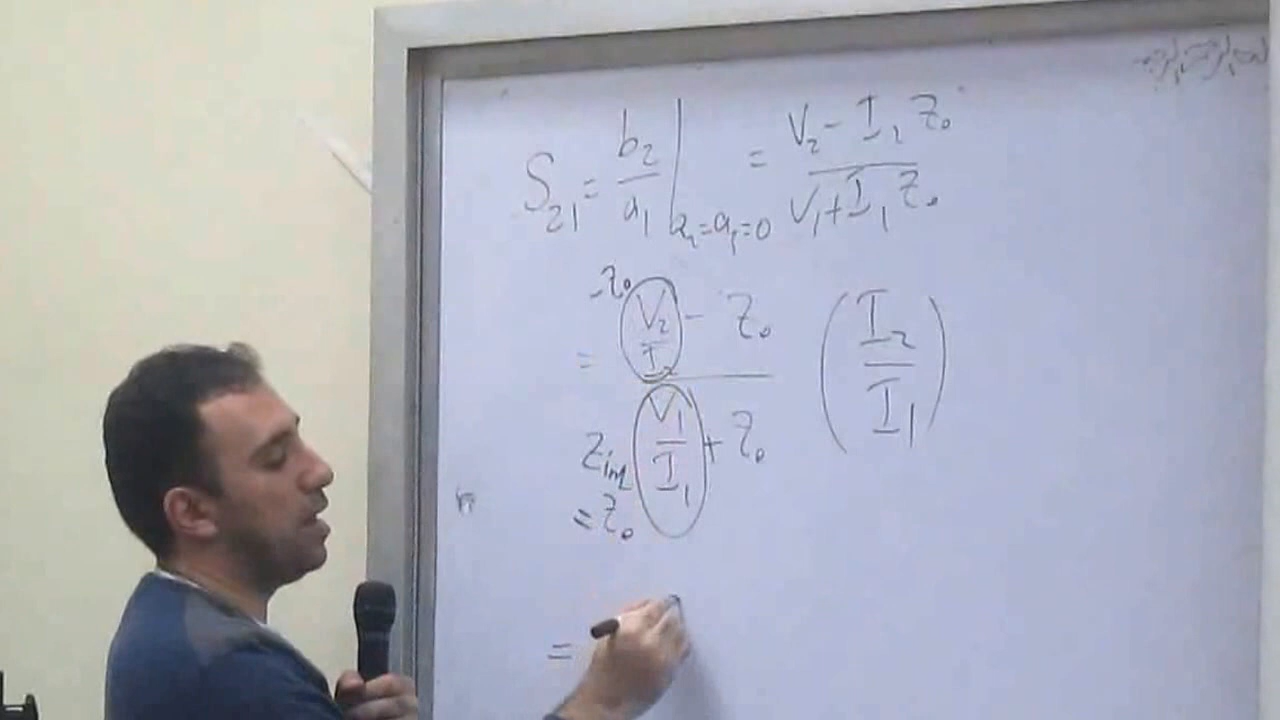 S21 = b2/a1 | a2=a1=0 = (V2 - I2 Z0)/(V1 + I1 Z0)
= (V2/I2 - Z0)/(V1/I1 + Z0) (I2/I1)
-Z0
Zin2
= Z0
=